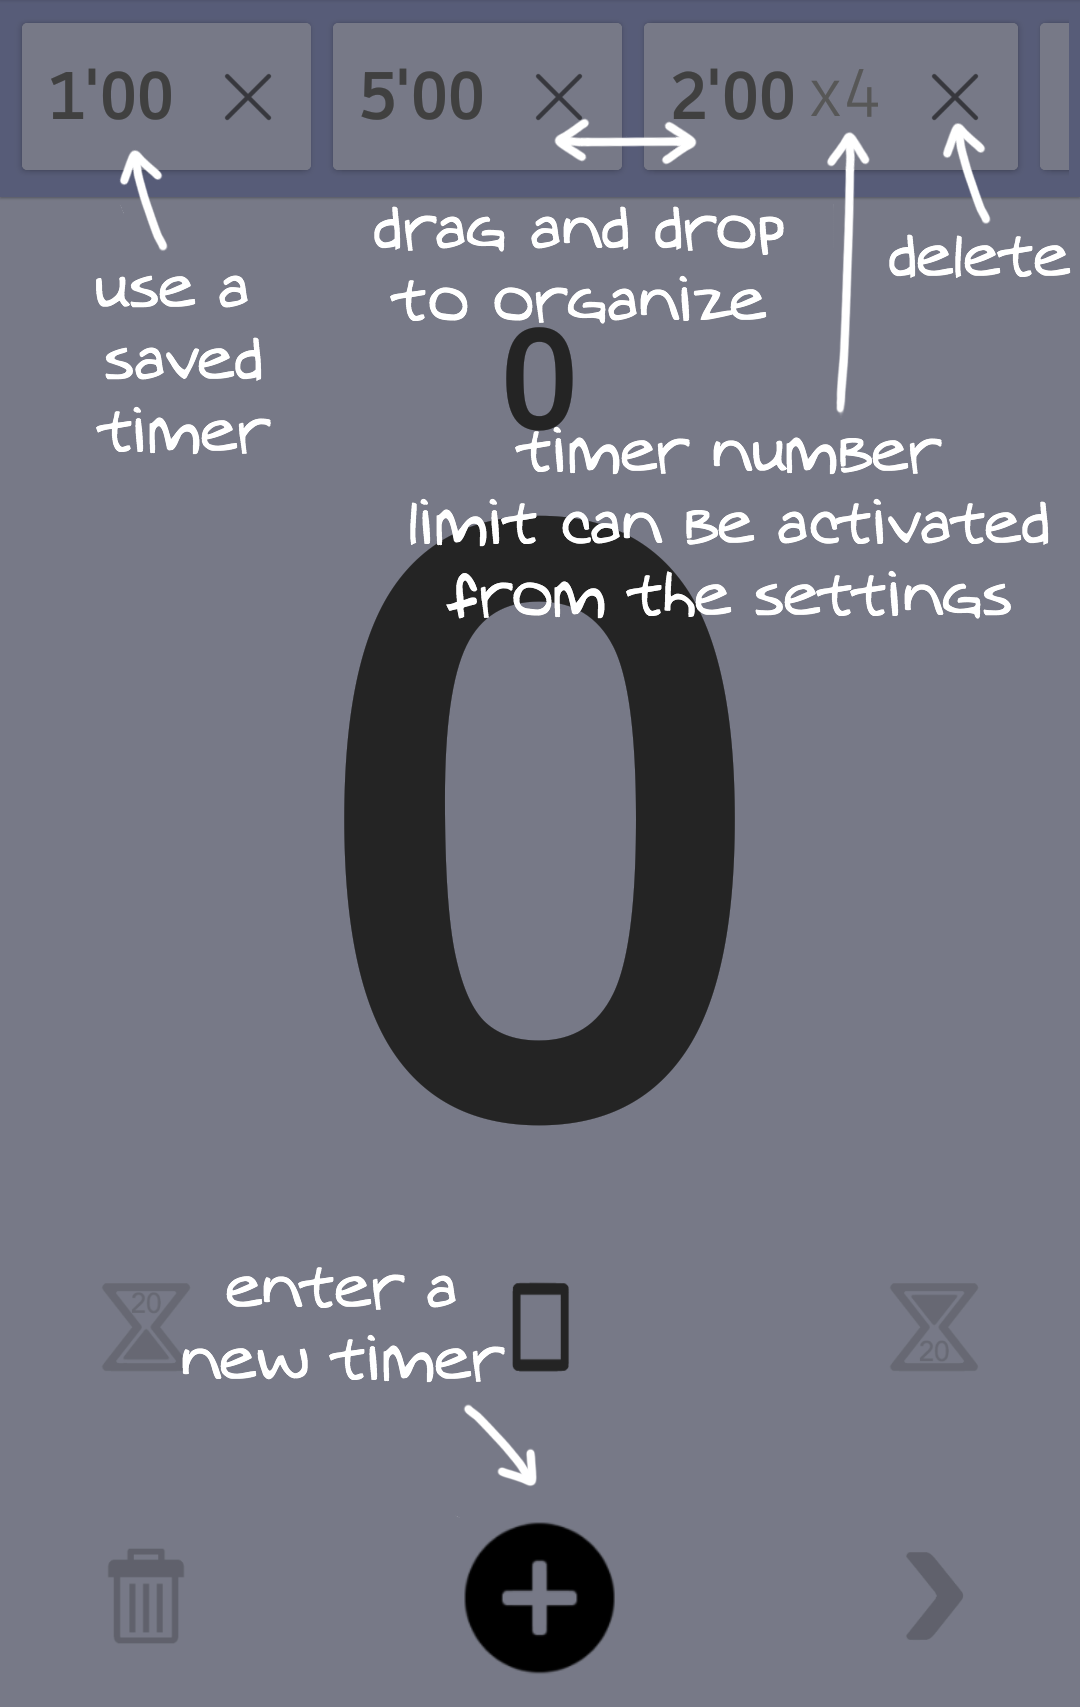 1'00
5'00
2'00 x4
drag and drop
to organize
delete
use a
saved
timer
0
timer number
limit can be activated
from the settings
0
20
enter a
new timer
20